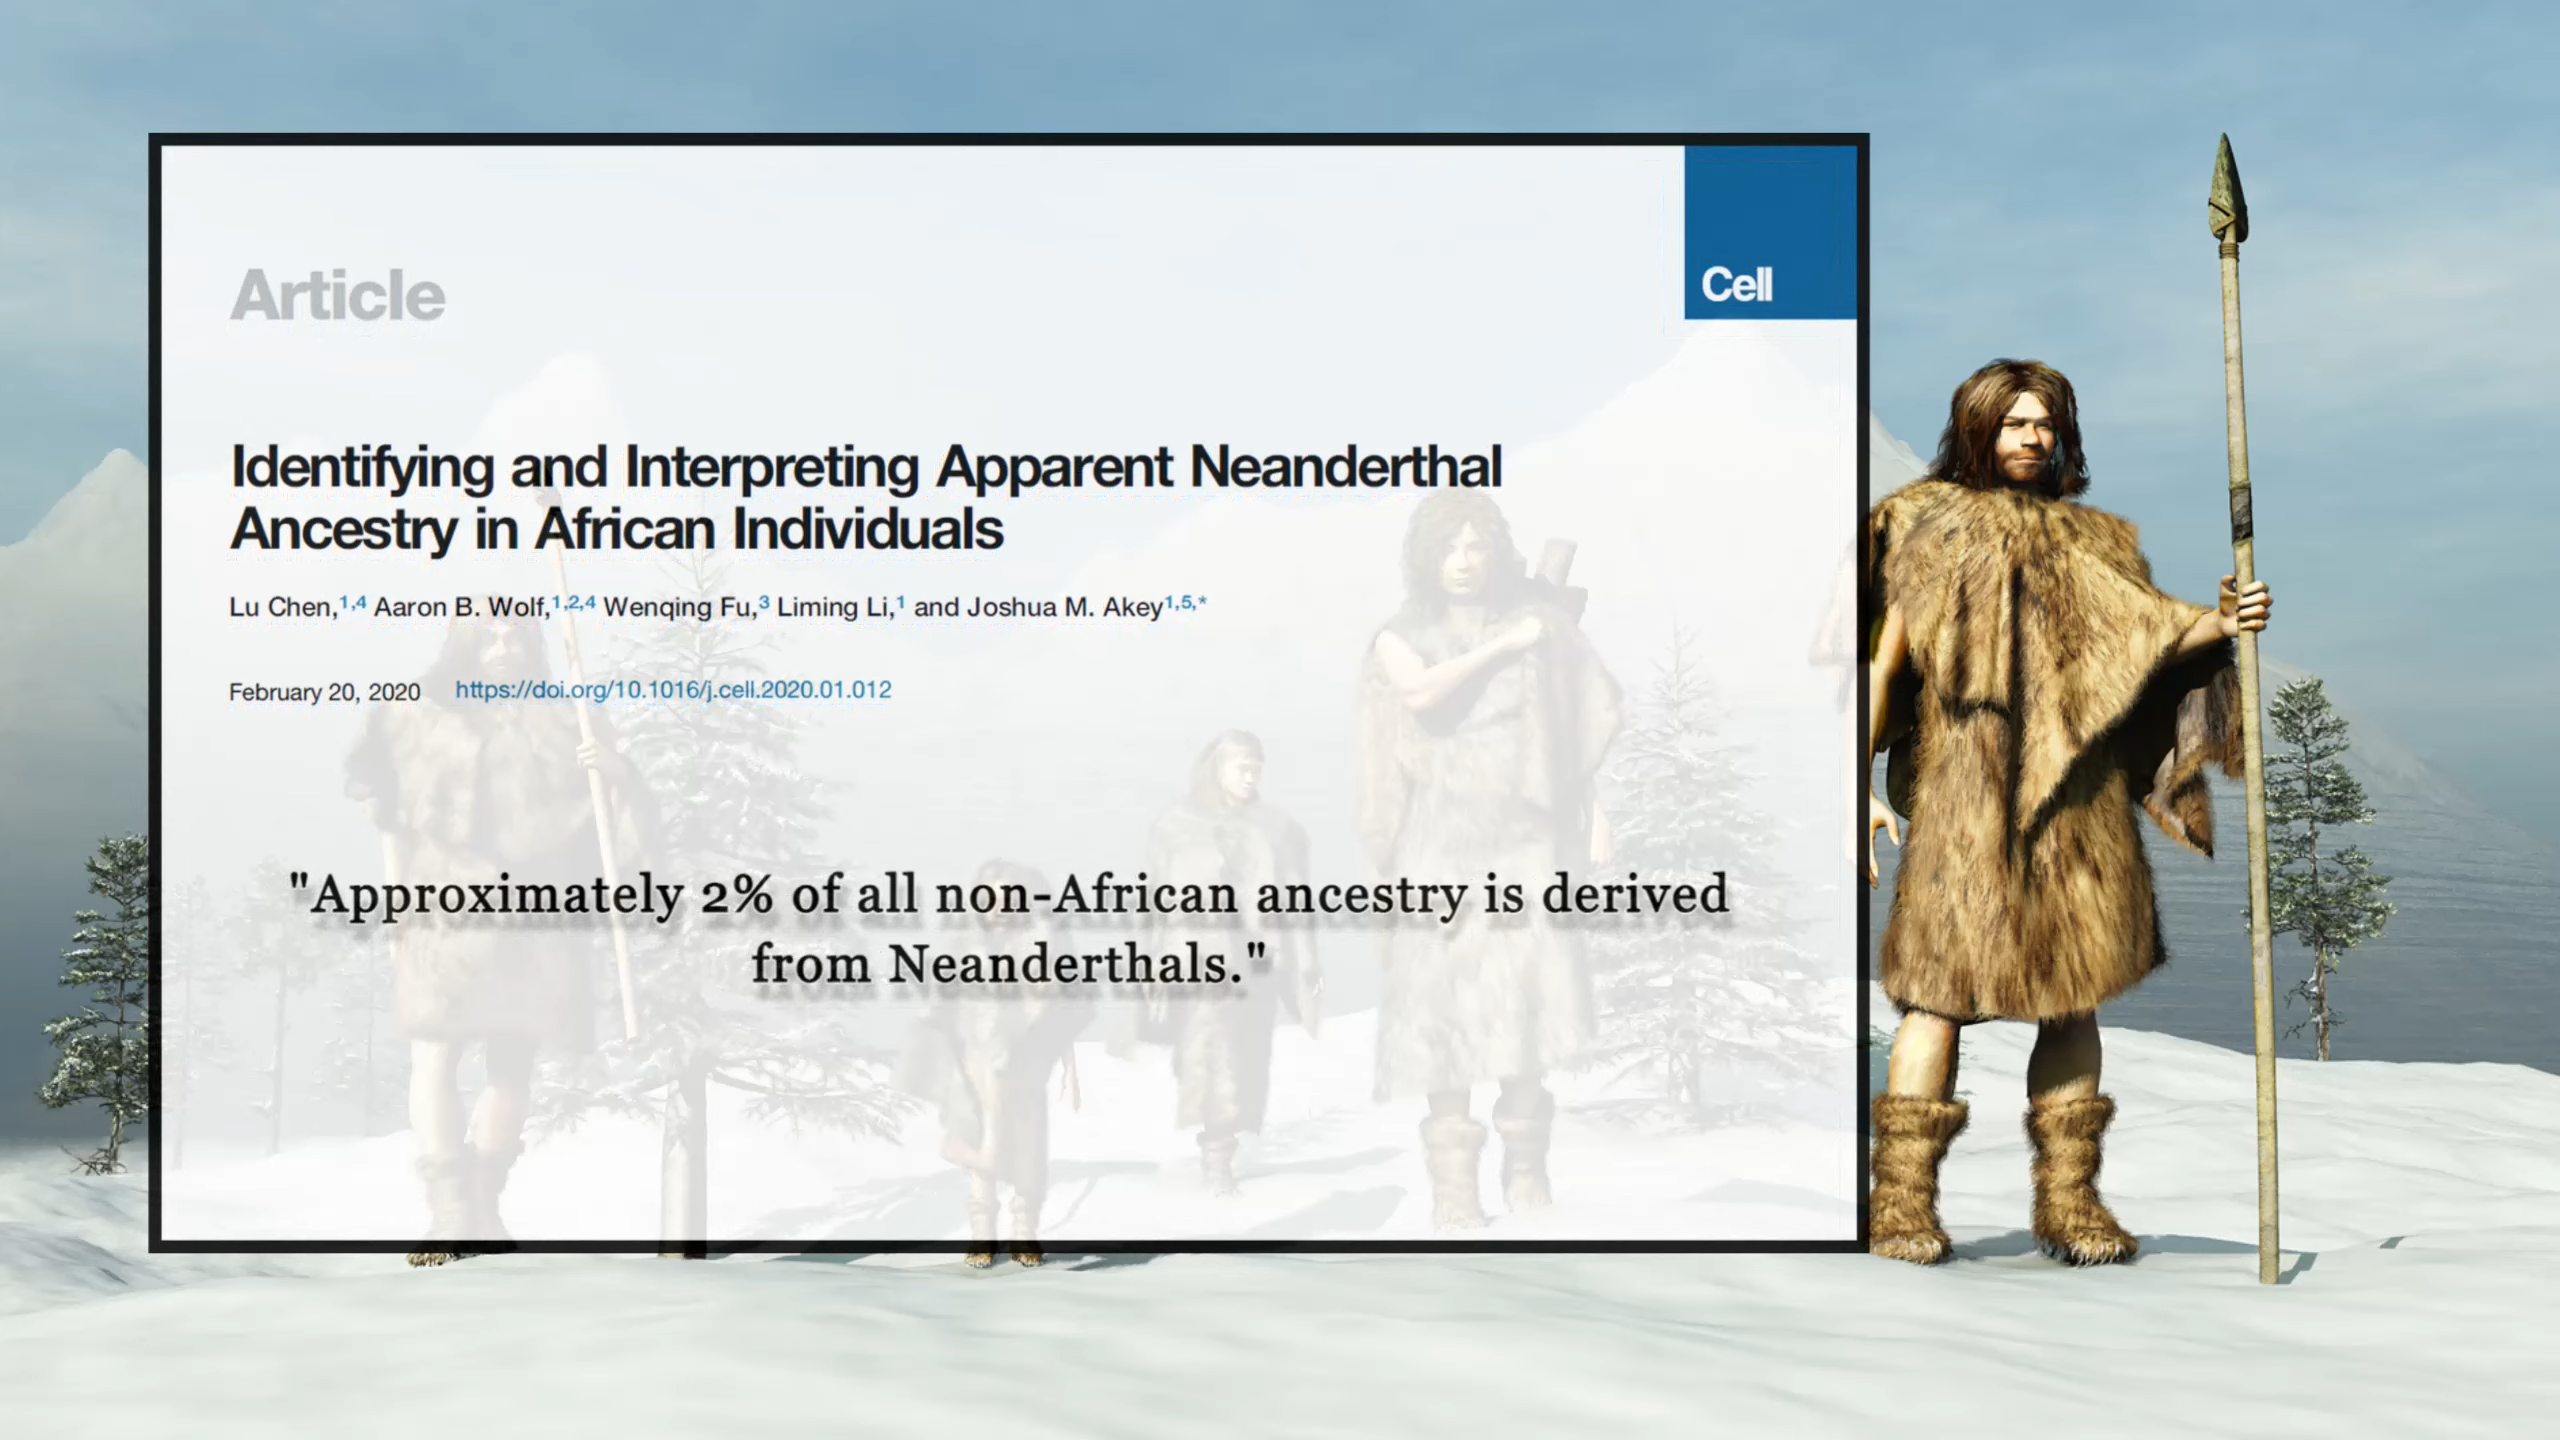 Cell
Article
Identifying and Interpreting Apparent Neanderthal
Ancestry in African Individuals
Lu Chen,1,4 Aaron B. Wolf,1,2,4 Wenqing Fu,3 Liming Li,1 and Joshua M. Akey1,5,*
February 20, 2020 https://doi.org/10.1016/j.cell.2020.01.012
"Approximately 2% of all non-African ancestry is derived
from Neanderthals."